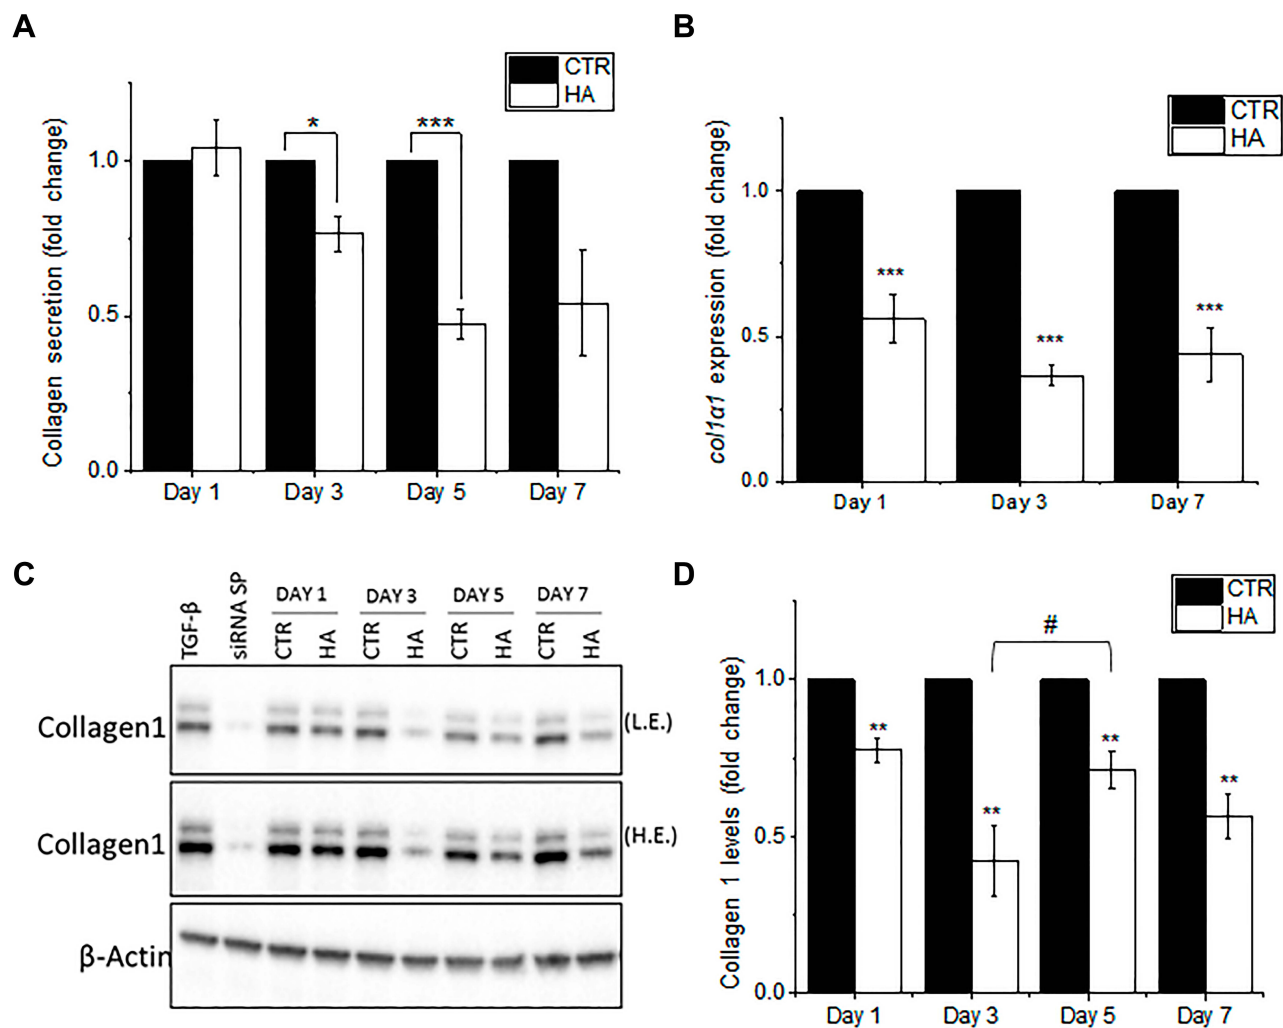 A
CTR
HA
Collagen secretion (fold change)
1.0
0.5
0.0
*
***
Day 1
Day 3
Day 5
Day 7
B
CTR
HA
col1α1 expression (fold change)
1.0
0.5
0.0
***
***
***
Day 1
Day 3
Day 7
C
TGF-β
siRNA SP
DAY 1
DAY 3
DAY 5
DAY 7
CTR
HA
CTR
HA
CTR
HA
CTR
HA
Collagen1
(L.E.)
Collagen1
(H.E.)
β-Actin
D
CTR
HA
Collagen 1 levels (fold change)
1.0
0.5
0.0
#
**
**
**
**
Day 1
Day 3
Day 5
Day 7